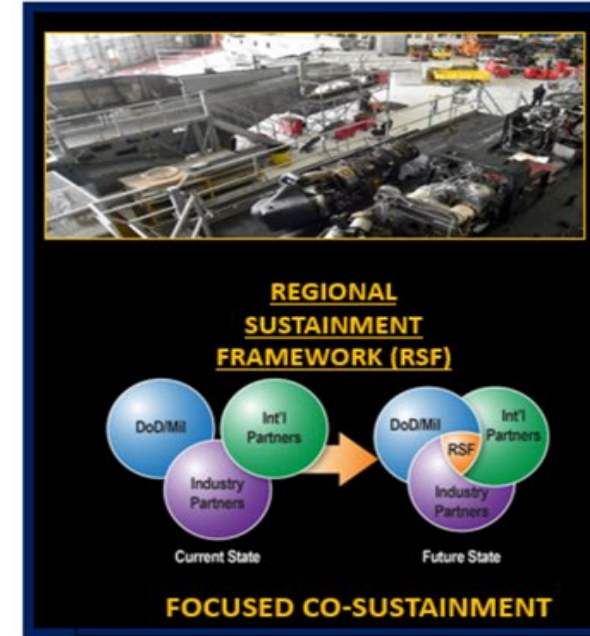 REGIONAL
SUSTAINMENT
FRAMEWORK (RSF)
DoD/Mil
Int'l
Partners
Industry
Partners
Current State
DoD/Mil
Int'l
Partners
RSF
Industry
Partners
Future State
FOCUSED CO-SUSTAINMENT